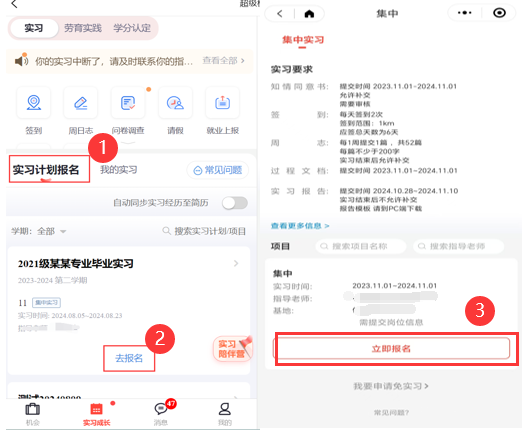 超级
实习 劳育实践 学分认定
你的实习中断了，请及时联系你的指... 查看全部 >
签到 周日志 问卷调查 请假 就业上报
1
实习计划报名 我的实习 常见问题
自动同步实习经历至简历
学期: 全部 搜索实习计划/项目
2021级某某专业毕业实习 >
2023-2024 第二学期
11 集中实习
实习时间: 2024.08.05~2024.08.23
2
去报名
实习
陪伴营
测试20240809
47
机会 实习成长 消息 我的
集中
集中实习
实习要求
知情同意书: 提交时间 2023.11.01~2024.11.01
允许补交
需要审核
签到: 每天签到2次
签到范围: 1km
应签总天数为6天
周志: 每1周提交1篇 ，共52篇
每篇不少于200字
实习结束后允许补交
过程文档: 提交时间 2023.11.01~2024.11.01
实习报告: 提交时间 2024.10.28~2024.11.10
实习结束后不允许补交
报告模板 请到PC端下载
查看更多信息 >
项目 搜索项目名称 搜索指导老师
集中
实习时间: 2023.11.01~2024.11.01
指导老师:
基地:
需提交岗位信息
3
立即报名
我要申请免实习 >
常见问题?